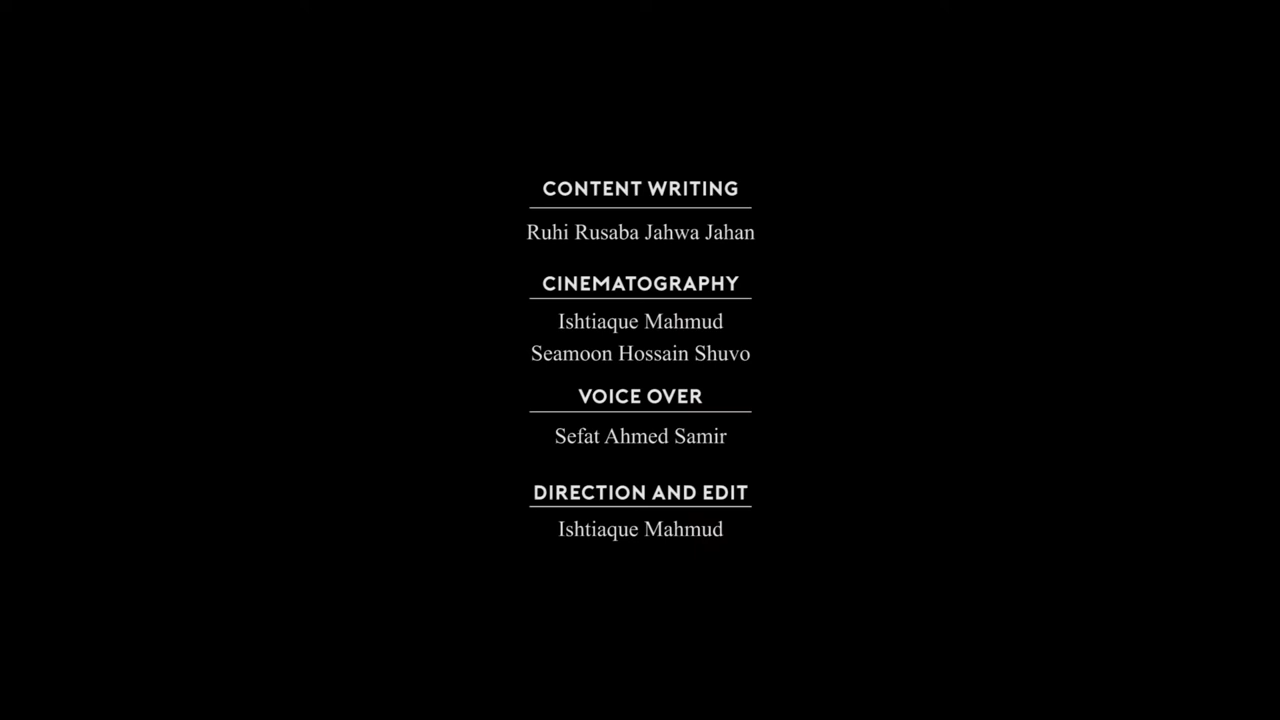 CONTENT WRITING
Ruhi Rusaba Jahwa Jahan
CINEMATOGRAPHY
Ishtiaque Mahmud
Seamoon Hossain Shuvo
VOICE OVER
Sefat Ahmed Samir
DIRECTION AND EDIT
Ishtiaque Mahmud